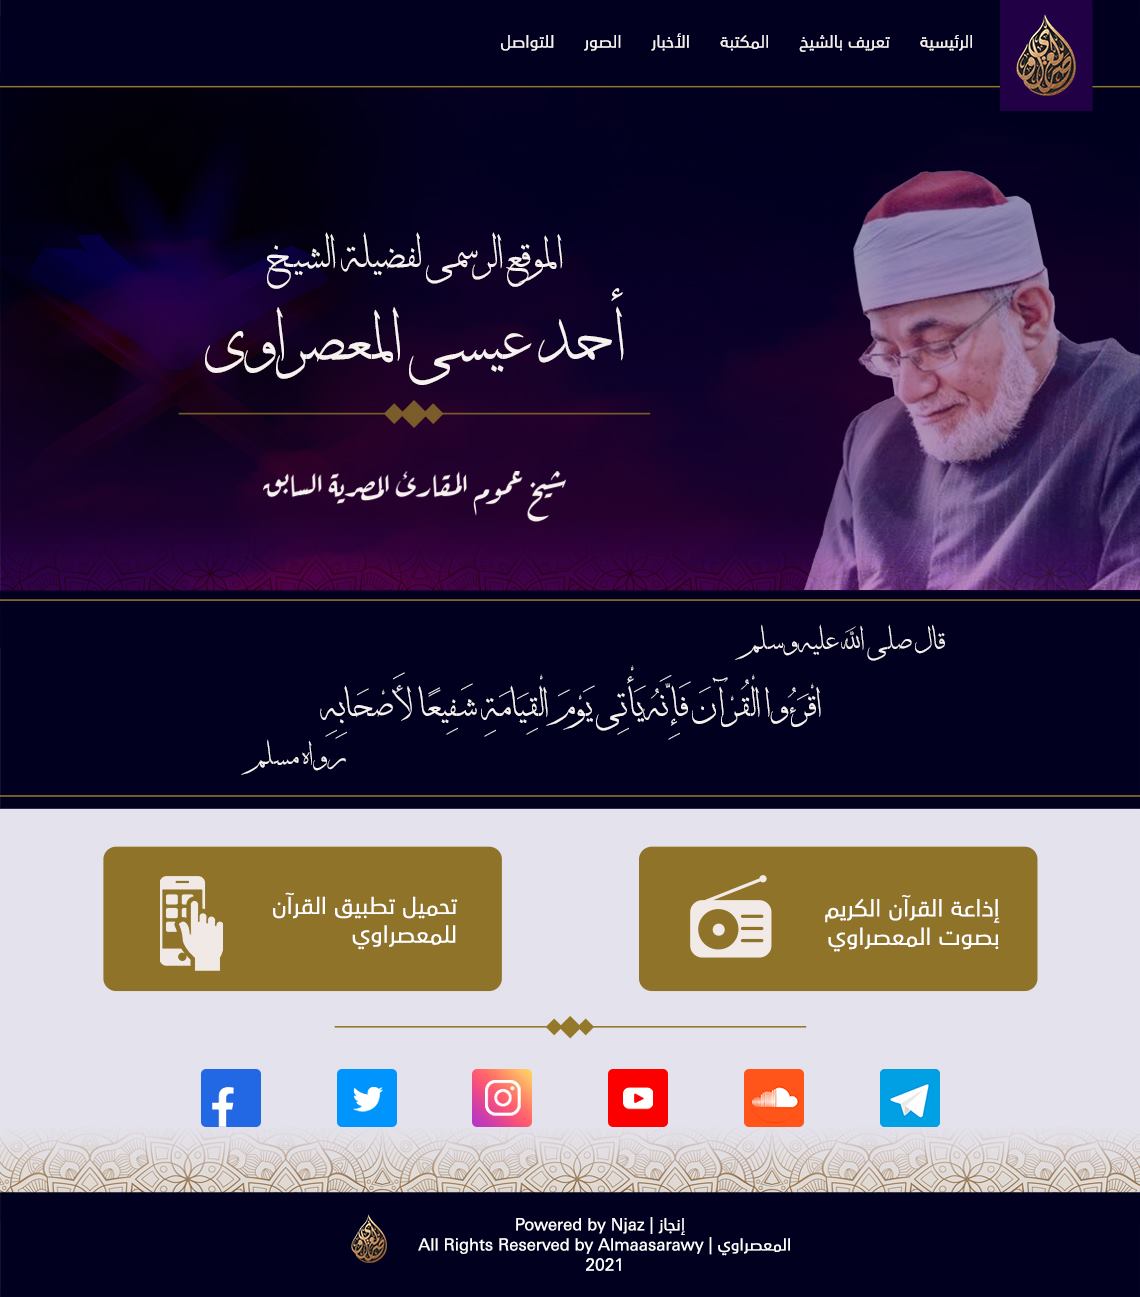 الرئيسية تعريف بالشيخ المكتبة الأخبار الصور للتواصل
الموقع الرسمى لفضيلة الشيخ
أحمد عيسى المعصراوى
شيخ عموم المقارئ المصرية السابق
قال صلى الله عليه وسلم
اقْرَءُوا الْقُرْآنَ فَإِنَّهُ يَأْتِى يَوْمَ الْقِيَامَةِ شَفِيعًا لأَصْحَابِهِ
رواه مسلم
إذاعة القرآن الكريم
بصوت المعصراوي
تحميل تطبيق القرآن
للمعصراوي
Powered by Njaz | إنجاز
All Rights Reserved by Almaasarawy | المعصراوي
2021